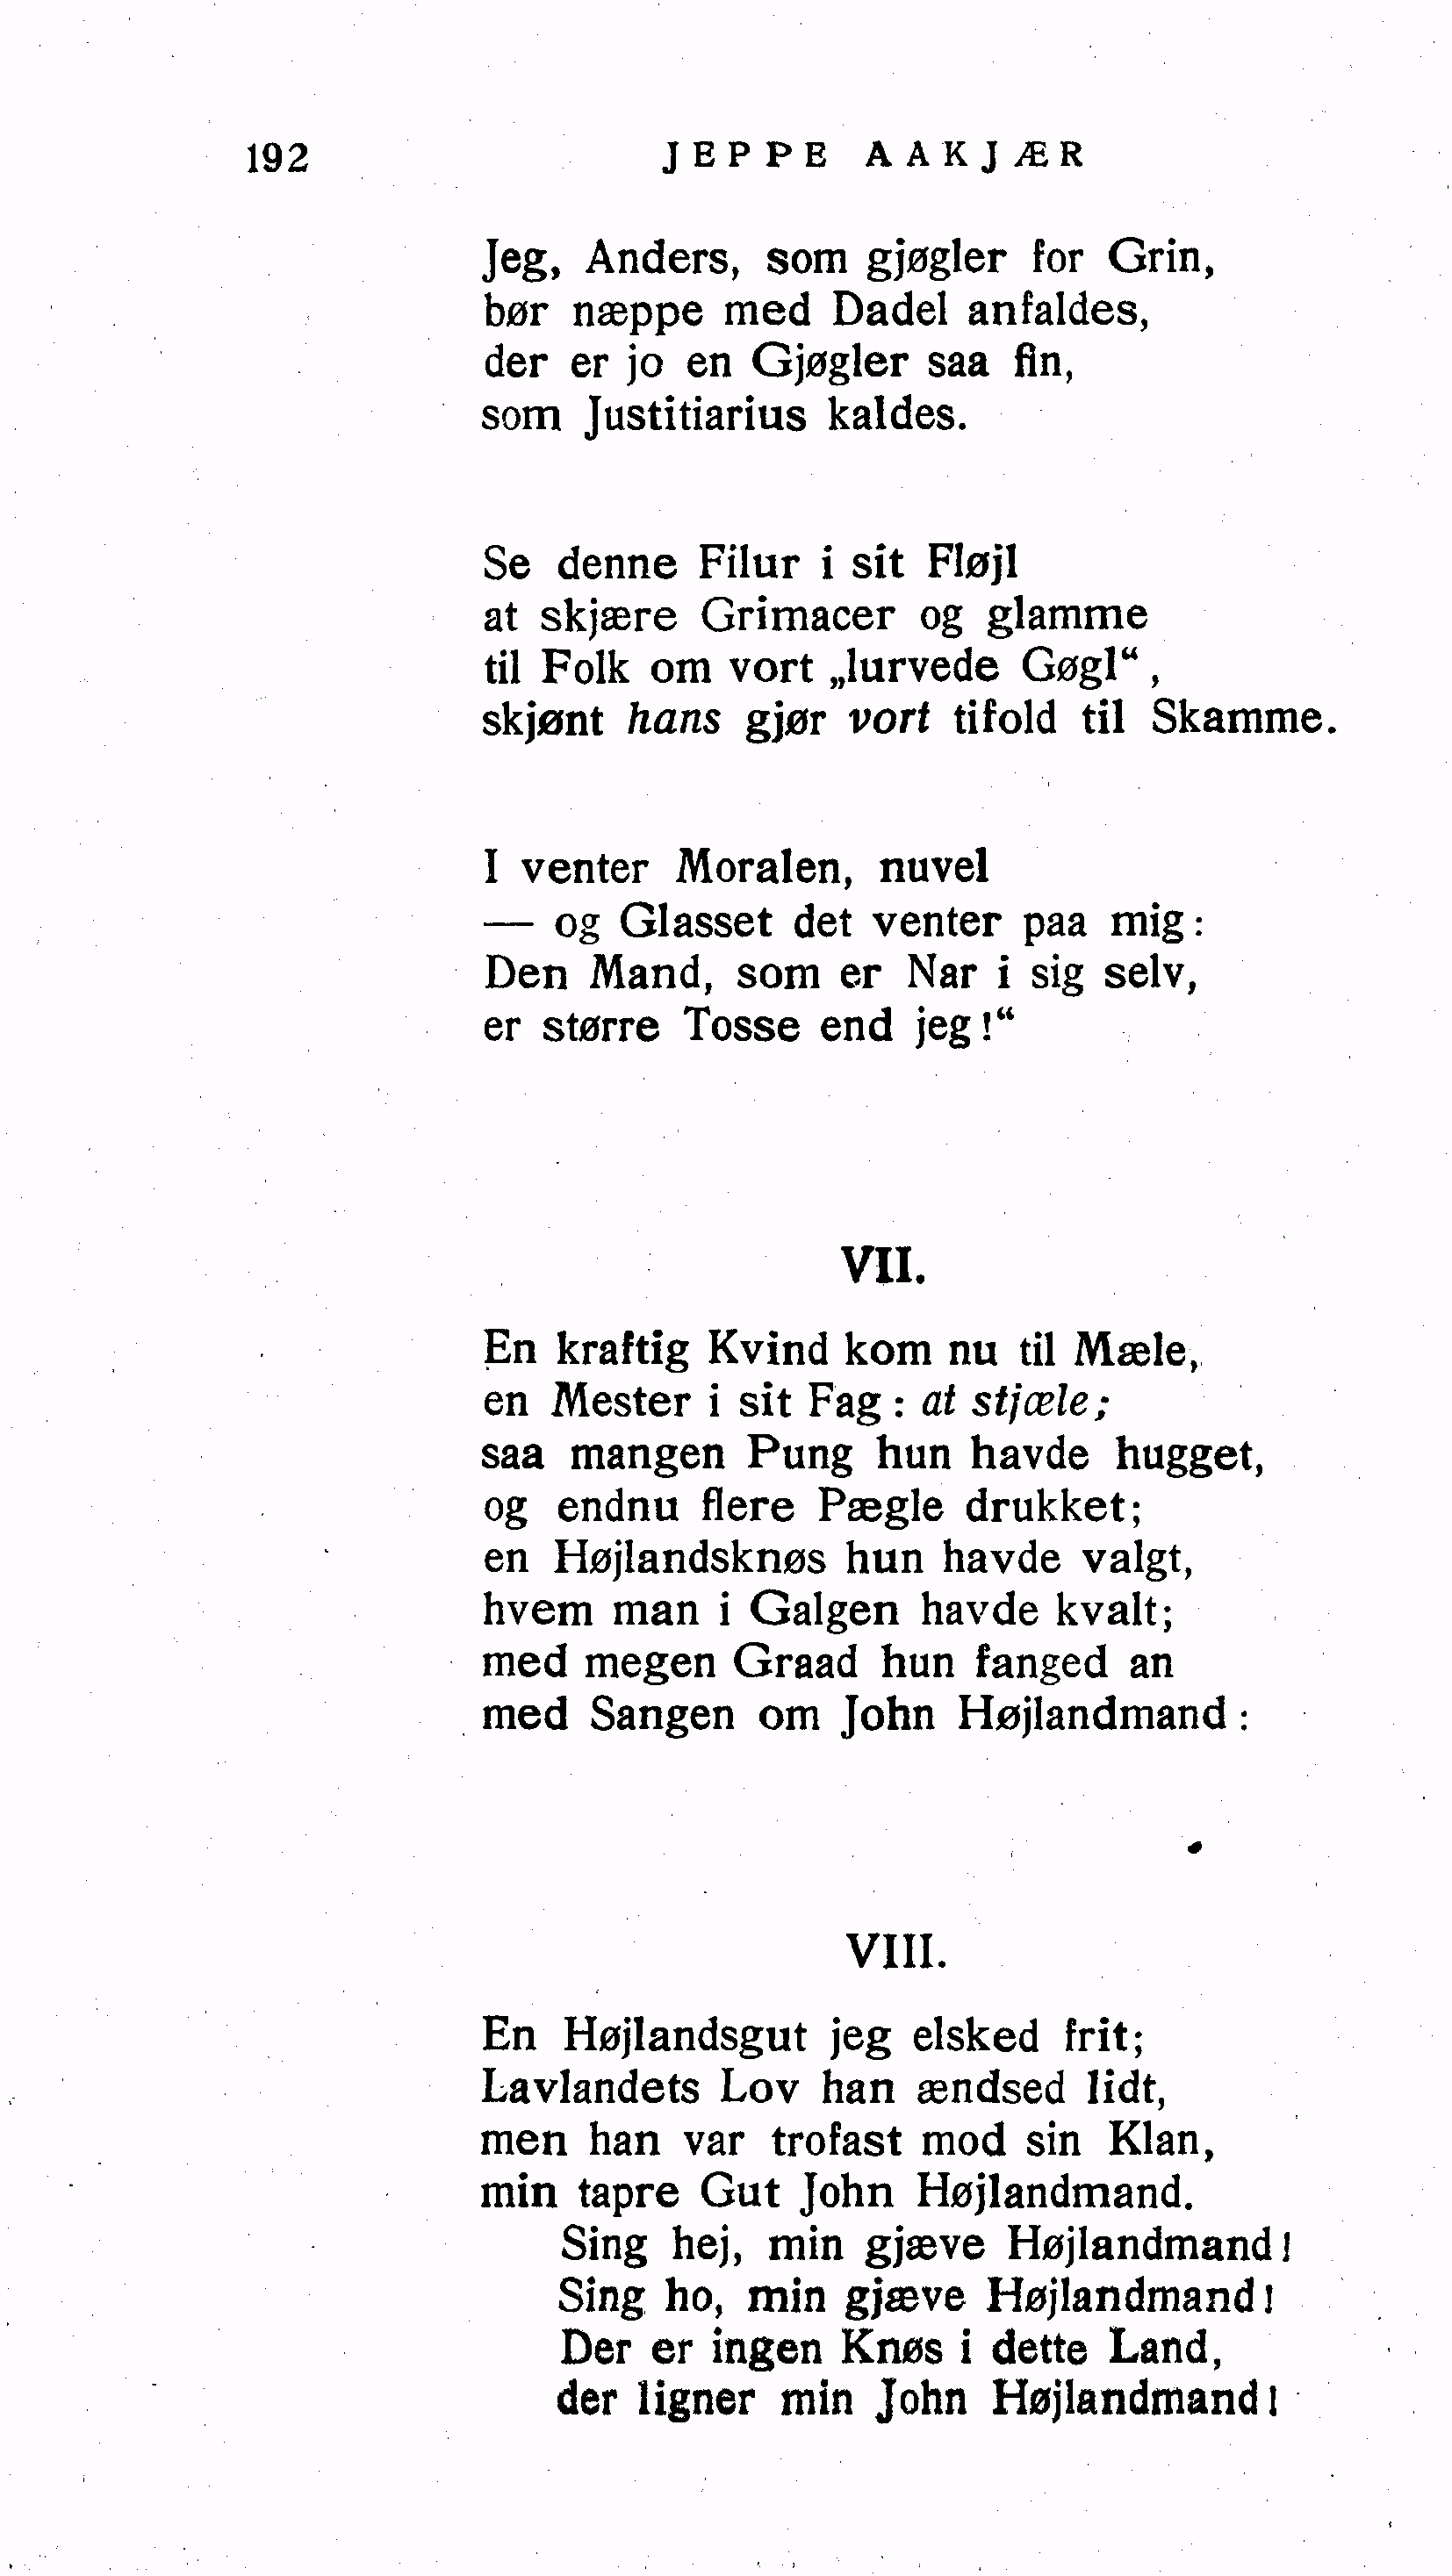 192 JEPPE AAKJÆR
Jeg, Anders, som gjøgler for Grin,
bør næppe med Dadel anfaldes,
der er jo en Gjøgler saa fin,
som Justitiarius kaldes.
Se denne Filur i sit Fløjl
at skjære Grimacer og glamme
til Folk om vort „lurvede Gøgl“,
skjønt hans gjør vort tifold til Skamme.
I venter Moralen, nuvel
— og Glasset det venter paa mig:
Den Mand, som er Nar i sig selv,
er større Tosse end jeg!“
VII.
En kraftig Kvind kom nu til Mæle,
en Mester i sit Fag: at stjæle;
saa mangen Pung hun havde hugget,
og endnu flere Pægle drukket;
en Højlandsknøs hun havde valgt,
hvem man i Galgen havde kvalt;
med megen Graad hun fanged an
med Sangen om John Højlandmand:
VIII.
En Højlandsgut jeg elsked frit;
Lavlandets Lov han ændsed lidt,
men han var trofast mod sin Klan,
min tapre Gut John Højlandmand.
Sing hej, min gjæve Højlandmand!
Sing ho, min gjæve Højlandmand!
Der er ingen Knøs i dette Land,
der ligner min John Højlandmand!